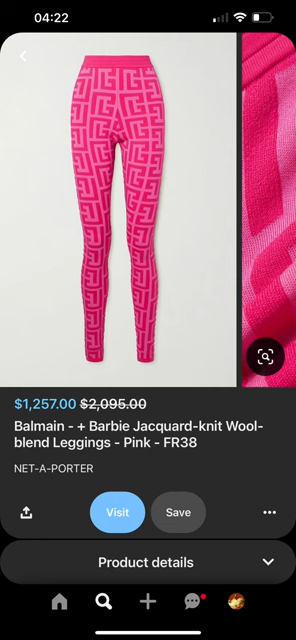 04:22
$1,257.00 $2,095.00
Balmain - + Barbie Jacquard-knit Wool-
blend Leggings - Pink - FR38
NET-A-PORTER
Visit
Save
Product details